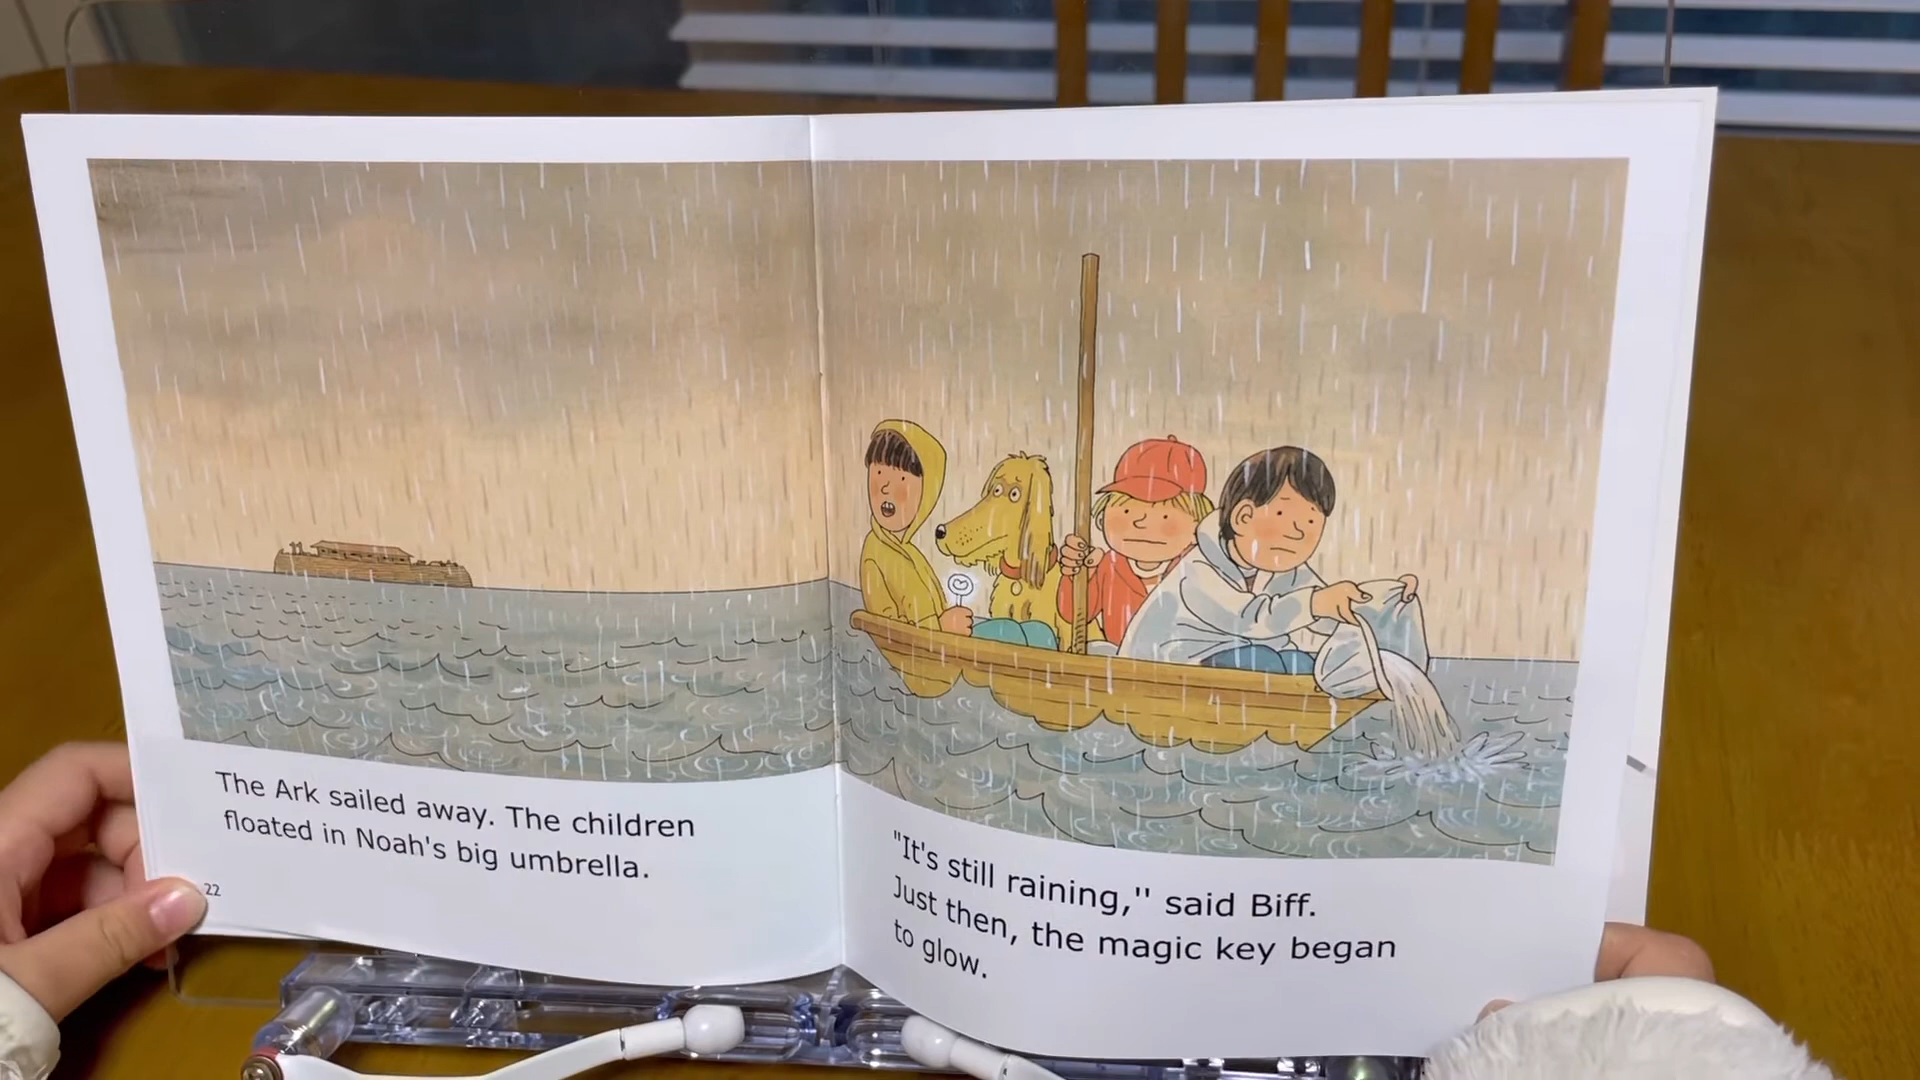 The Ark sailed away. The children
floated in Noah's big umbrella.
22
"It's still raining,'' said Biff.
Just then, the magic key began
to glow.